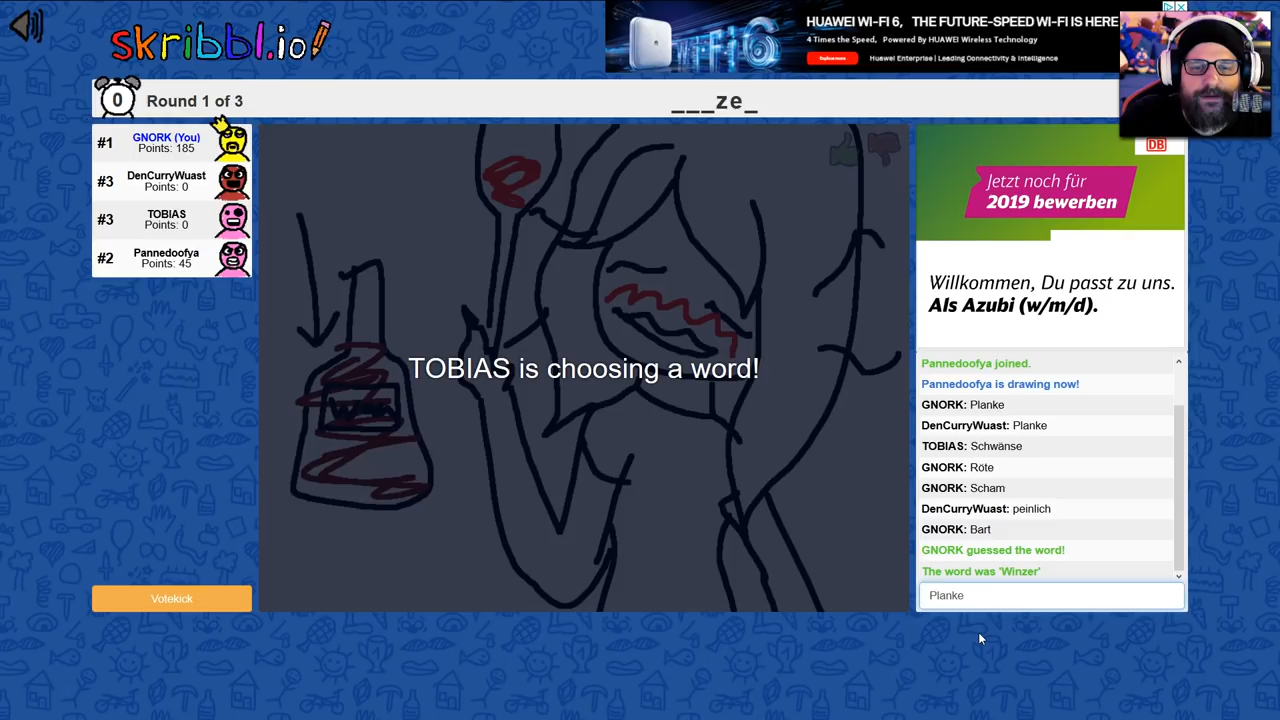 skribbl.io
HUAWEI WI-FI 6, THE FUTURE-SPEED WI-FI IS HERE
4 Times the Speed, Powered By HUAWEI Wireless Technology
Huawei Enterprise | Leading Connectivity & Intelligence
0
Round 1 of 3
___ze_
#1
GNORK (You)
Points: 185
#3
DenCurryWuast
Points: 0
#3
TOBIAS
Points: 0
#2
Pannedoofya
Points: 45
Votekick
TOBIAS is choosing a word!
DB
Jetzt noch für
2019 bewerben
Willkommen, Du passt zu uns.
Als Azubi (w/m/d).
Pannedoofya joined.
Pannedoofya is drawing now!
GNORK: Planke
DenCurryWuast: Planke
TOBIAS: Schwänse
GNORK: Röte
GNORK: Scham
DenCurryWuast: peinlich
GNORK: Bart
GNORK guessed the word!
The word was 'Winzer'
Planke